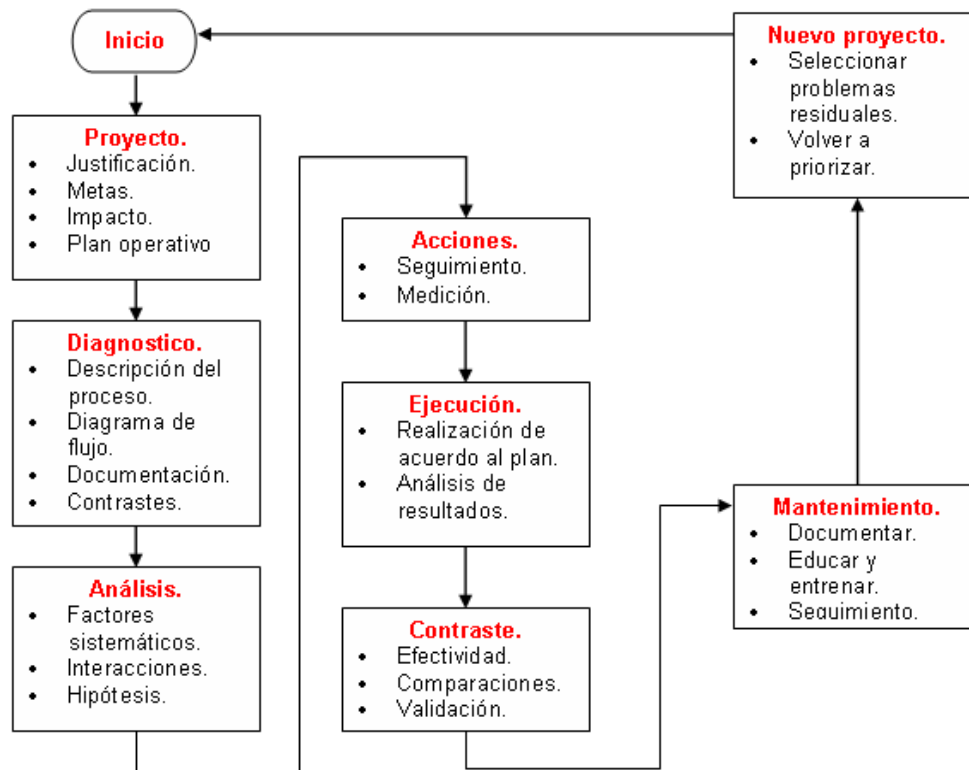 Inicio
Proyecto.
• Justificación.
• Metas.
• Impacto.
• Plan operativo
Diagnostico.
• Descripción del
proceso.
• Diagrama de
flujo.
• Documentación.
• Contrastes.
Análisis.
• Factores
sistemáticos.
• Interacciones.
• Hipótesis.
Acciones.
• Seguimiento.
• Medición.
Ejecución.
• Realización de
acuerdo al plan.
• Análisis de
resultados.
Contraste.
• Efectividad.
• Comparaciones.
• Validación.
Mantenimiento.
• Documentar.
• Educar y
entrenar.
• Seguimiento.
Nuevo proyecto.
• Seleccionar
problemas
residuales.
• Volver a
priorizar.